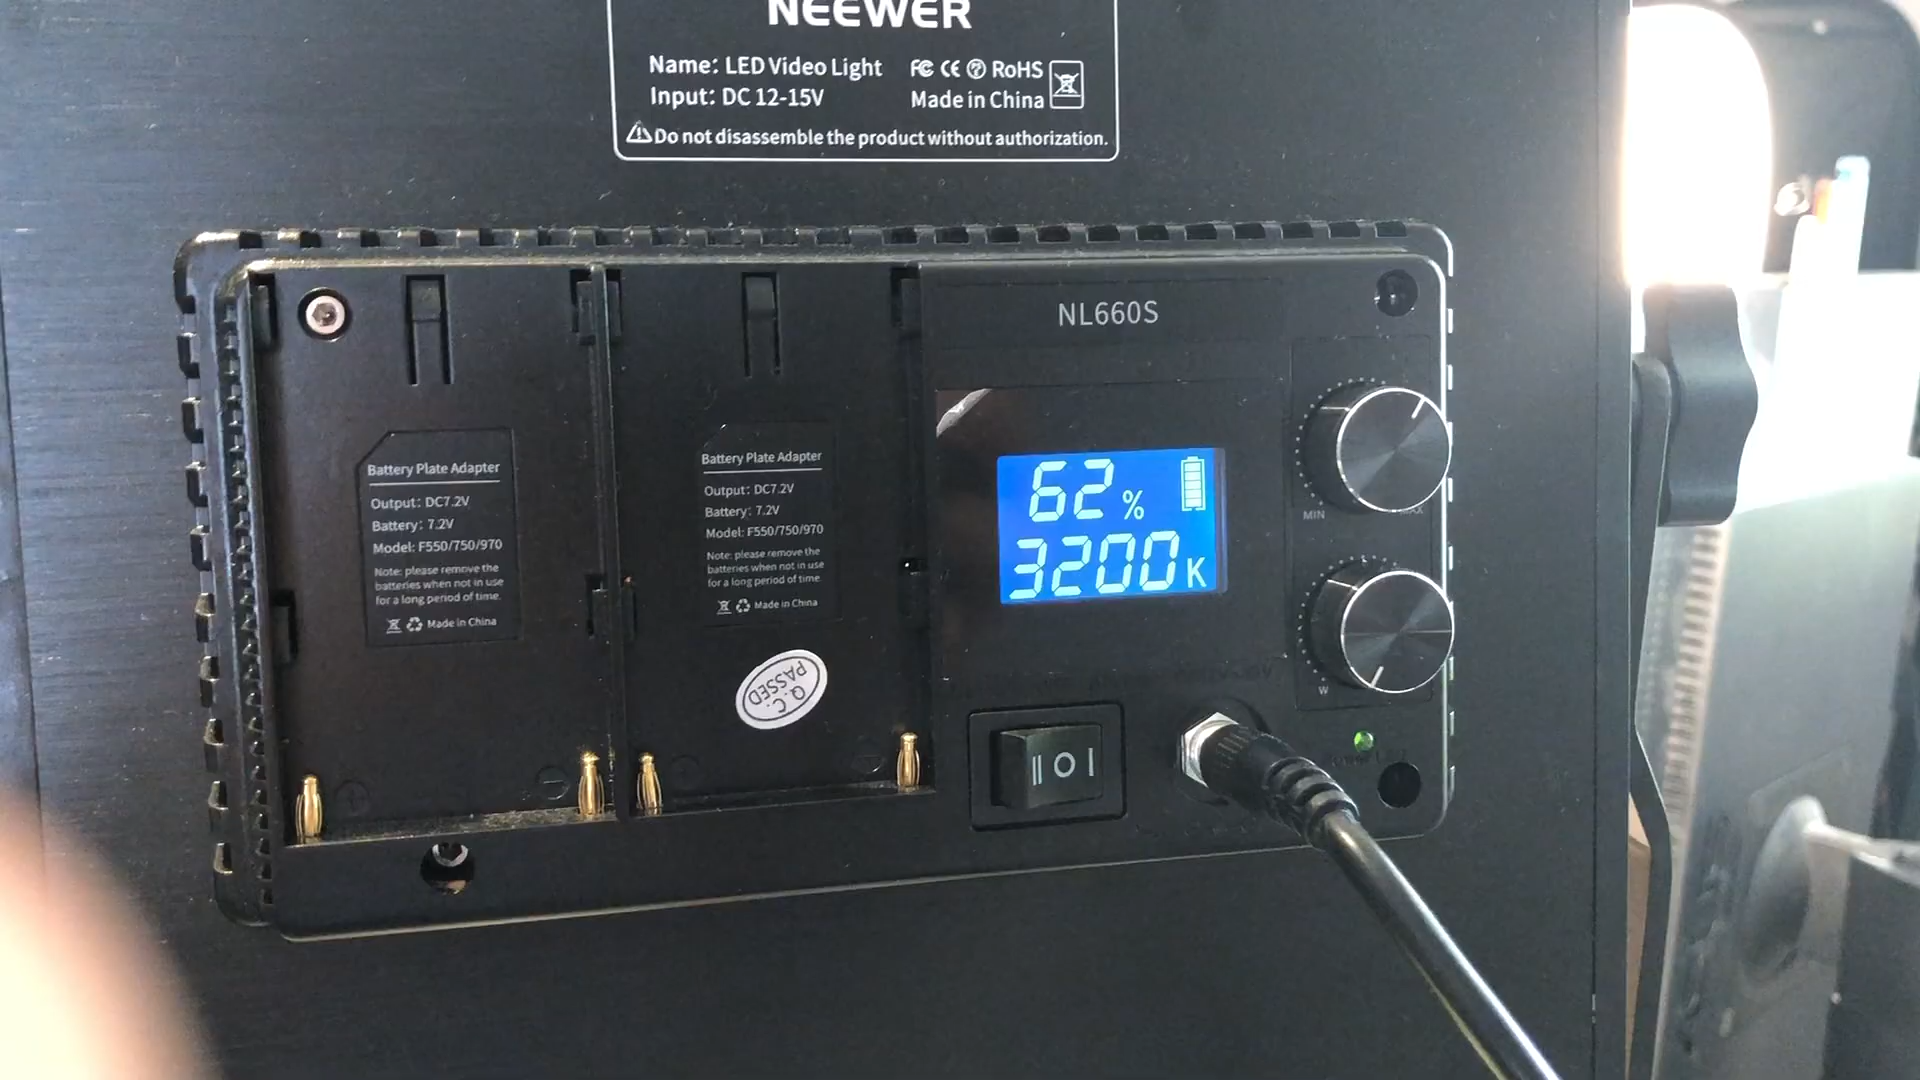 NEEWER
Name: LED Video Light
Input: DC 12-15V
FC CE RoHS
Made in China
Do not disassemble the product without authorization.
NL660S
Battery Plate Adapter
Output: DC7.2V
Battery: 7.2V
Model: F550/750/970
Note: please remove the
batteries when not in use
for a long period of time.
Made in China
Battery Plate Adapter
Output: DC7.2V
Battery: 7.2V
Model: F550/750/970
Note: please remove the
batteries when not in use
for a long period of time.
Made in China
Q.C.
PASSED
62%
3200K
MIN
MAX
W
II O I